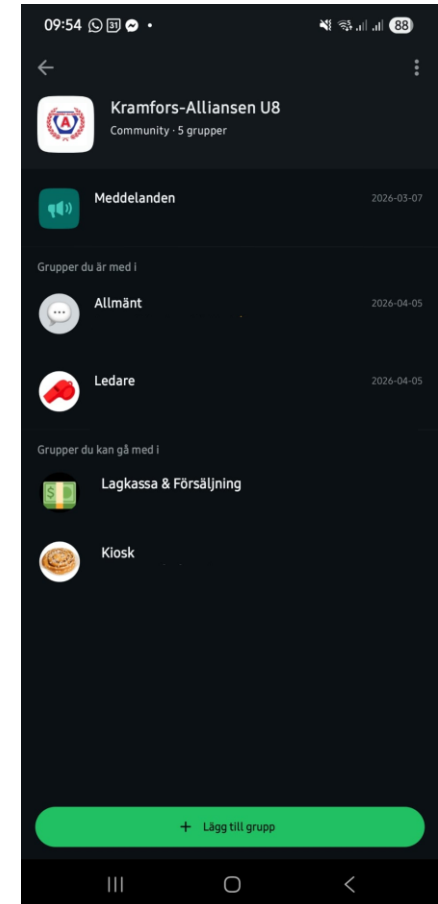 09:54
31
88
A
Kramfors-Alliansen U8
Community · 5 grupper
Meddelanden
2026-03-07
Grupper du är med i
Allmänt
2026-04-05
Ledare
2026-04-05
Grupper du kan gå med i
Lagkassa & Försäljning
Kiosk
+ Lägg till grupp